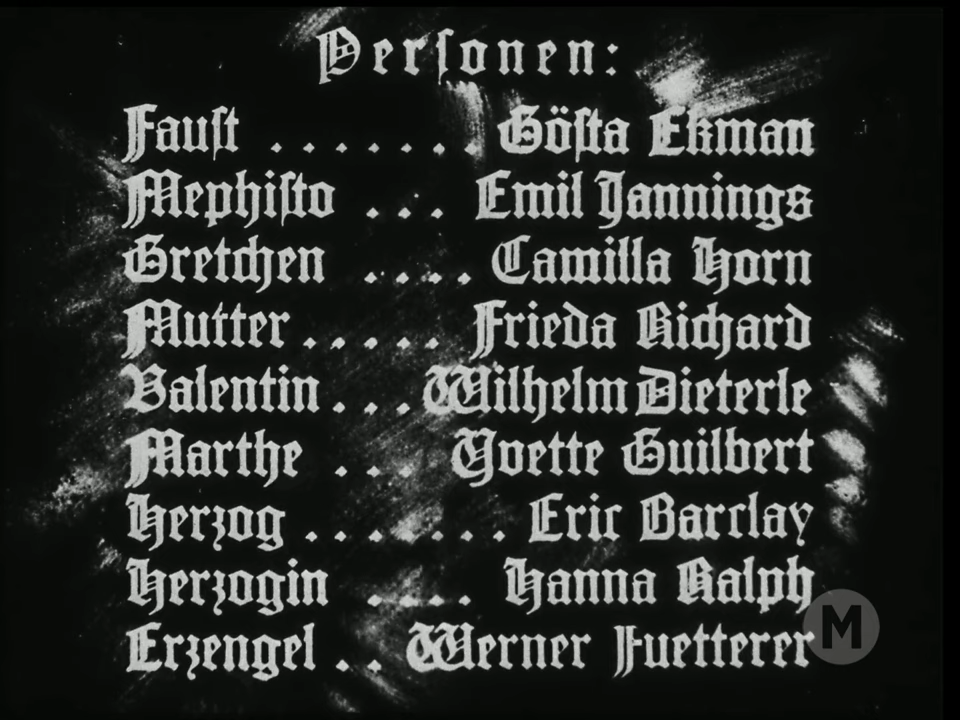 Perſonen:
Fauſt ....... Göſta Ekman
Mephiſto ... Emil Jannings
Gretchen .... Camilla Horn
Mutter ..... Frieda Richard
Valentin ... Wilhelm Dieterle
Marthe ... Yvette Guilbert
Herzog ....... Eric Barclay
Herzogin .... Hanna Ralph
Erzengel .. Werner Fuetterer
M